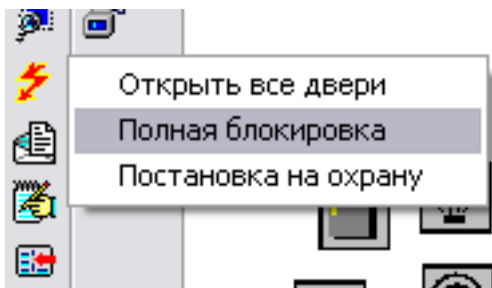 Открыть все двери
Полная блокировка
Постановка на охрану